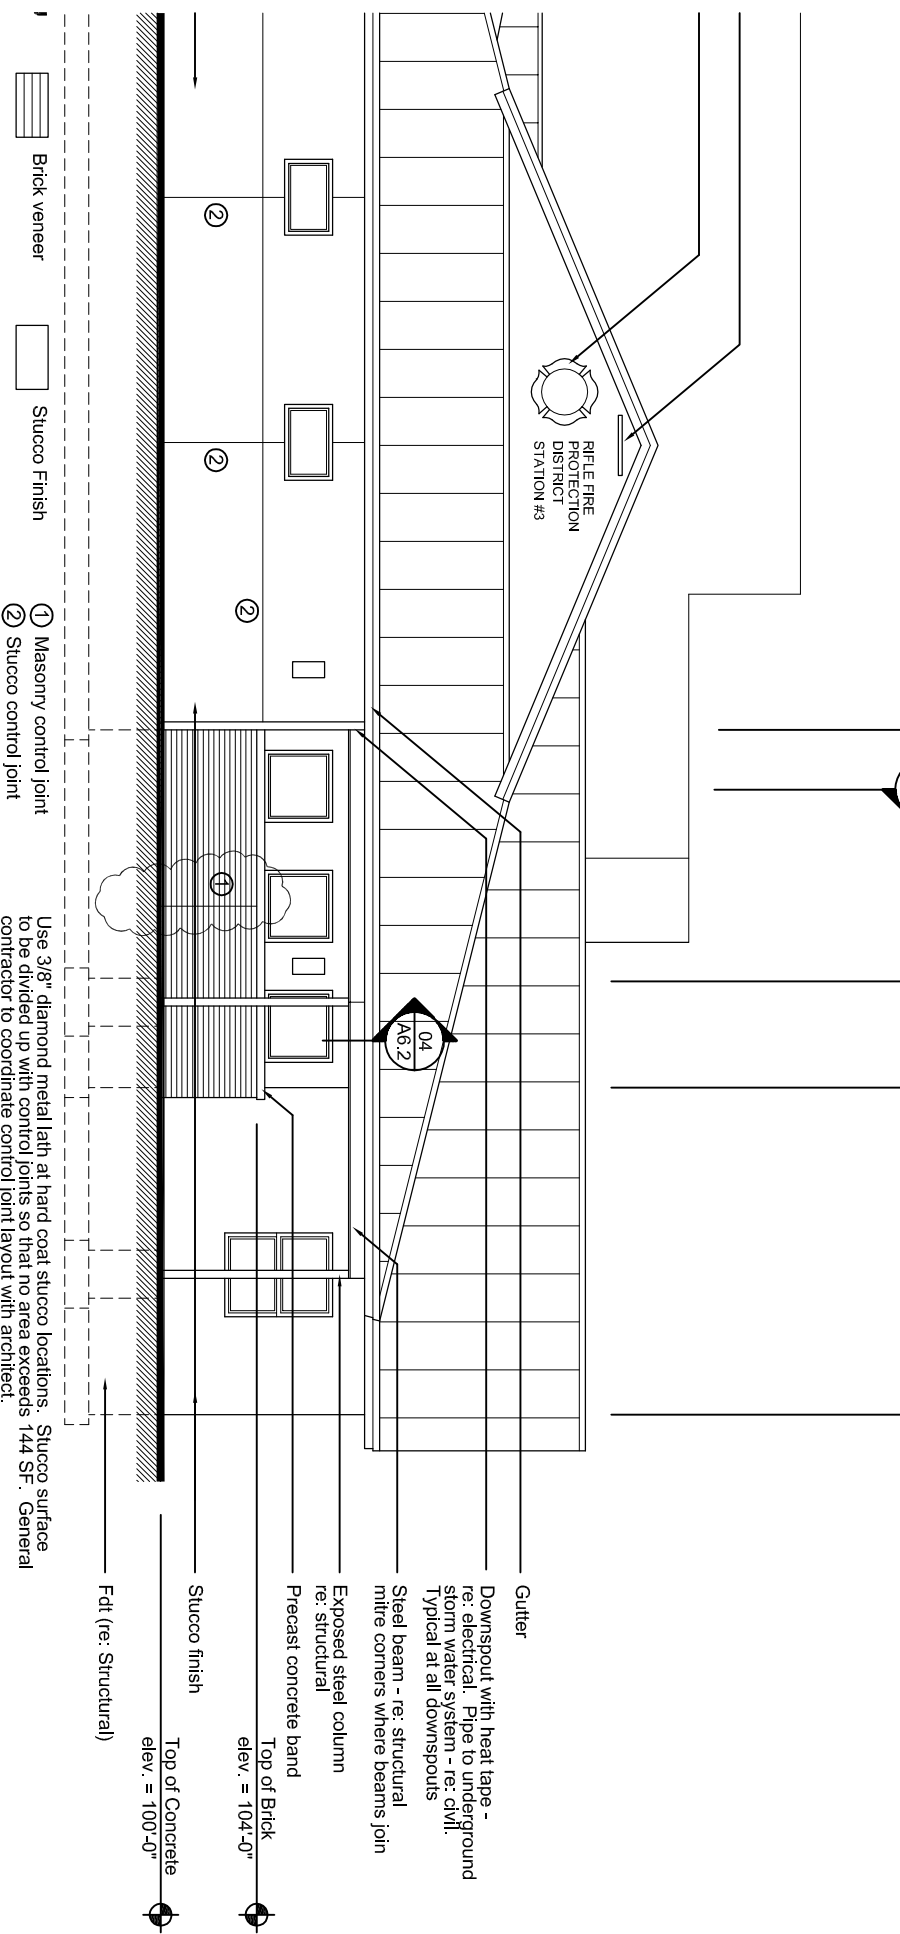 RIFLE FIRE
PROTECTION
DISTRICT
STATION #3
2
2
2
1
04
A6.2
Gutter
Downspout with heat tape -
re: electrical. Pipe to underground
storm water system - re: civil.
Typical at all downspouts
Steel beam - re: structural
mitre corners where beams join
Exposed steel column
re: structural
Precast concrete band
Top of Brick
elev. = 104'-0"
Stucco finish
Top of Concrete
elev. = 100'-0"
Fdt (re: Structural)
Brick veneer
Stucco Finish
1 Masonry control joint
2 Stucco control joint
Use 3/8" diamond metal lath at hard coat stucco locations. Stucco surface
to be divided up with control joints so that no area exceeds 144 SF. General
contractor to coordinate control joint layout with architect.